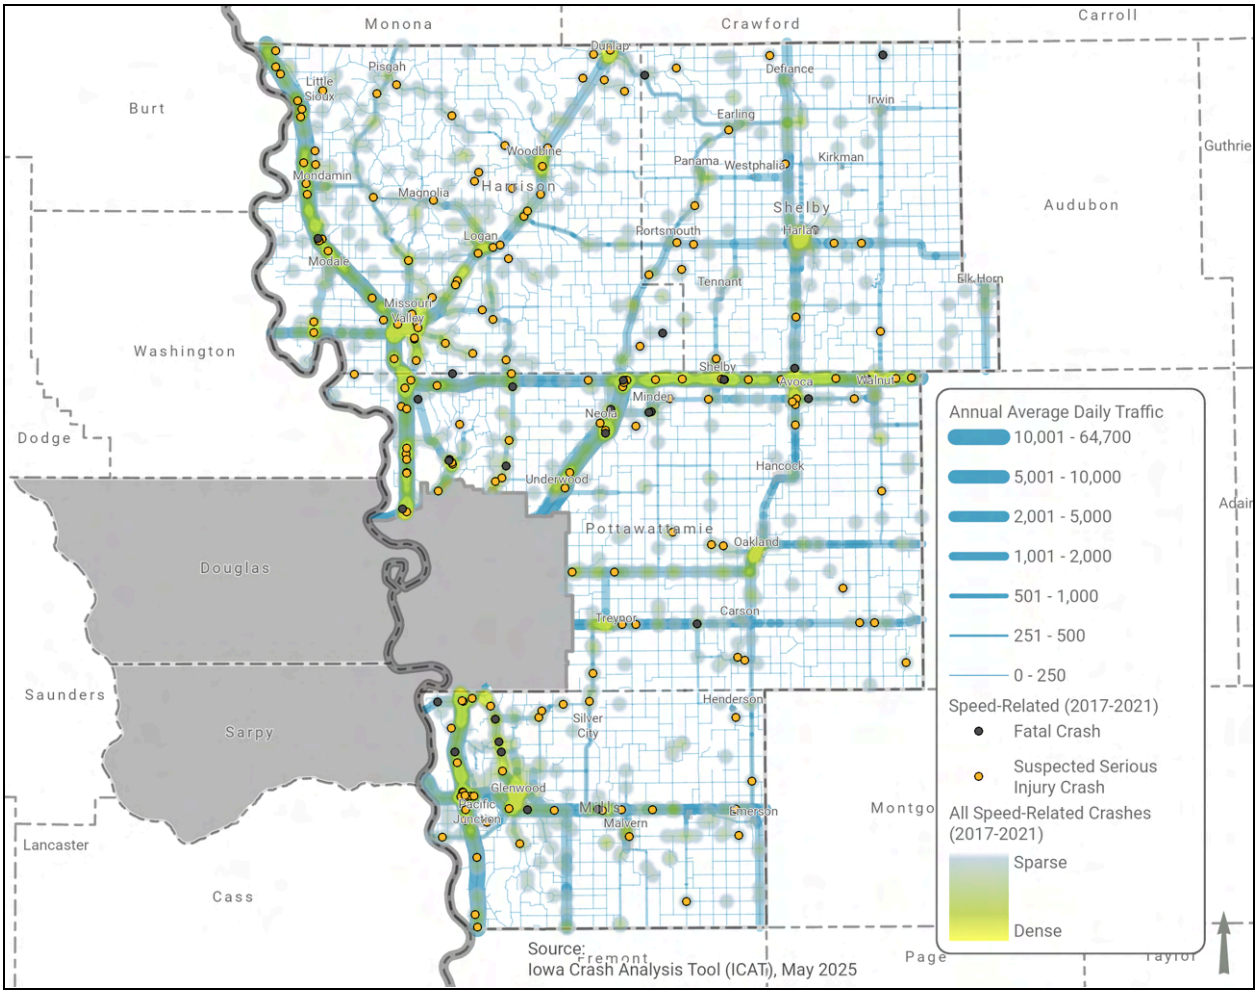 Monona
Crawford
Carroll
Dunlap
Pisgah
Defiance
Little
Sioux
Irwin
Burt
Earling
Guthrie
Woodbine
Panama
Westphalia
Kirkman
Mondamin
Harrison
Magnolia
Shelby
Audubon
Logan
Portsmouth
Harlan
Modale
Tennant
Elk Horn
Missouri
Valley
Washington
Shelby
Avoca
Walnut
Minden
Neola
Dodge
Hancock
Underwood
Pottawattamie
Adair
Oakland
Douglas
Carson
Treynor
Saunders
Henderson
Silver
City
Sarpy
Glenwood
Pacific
Junction
Mills
Malvern
Emerson
Montgo
Lancaster
Cass
Fremont
Page
Taylor
Annual Average Daily Traffic
10,001 - 64,700
5,001 - 10,000
2,001 - 5,000
1,001 - 2,000
501 - 1,000
251 - 500
0 - 250
Speed-Related (2017-2021)
Fatal Crash
Suspected Serious
Injury Crash
All Speed-Related Crashes
(2017-2021)
Sparse
Dense
Source:
Iowa Crash Analysis Tool (ICAT), May 2025